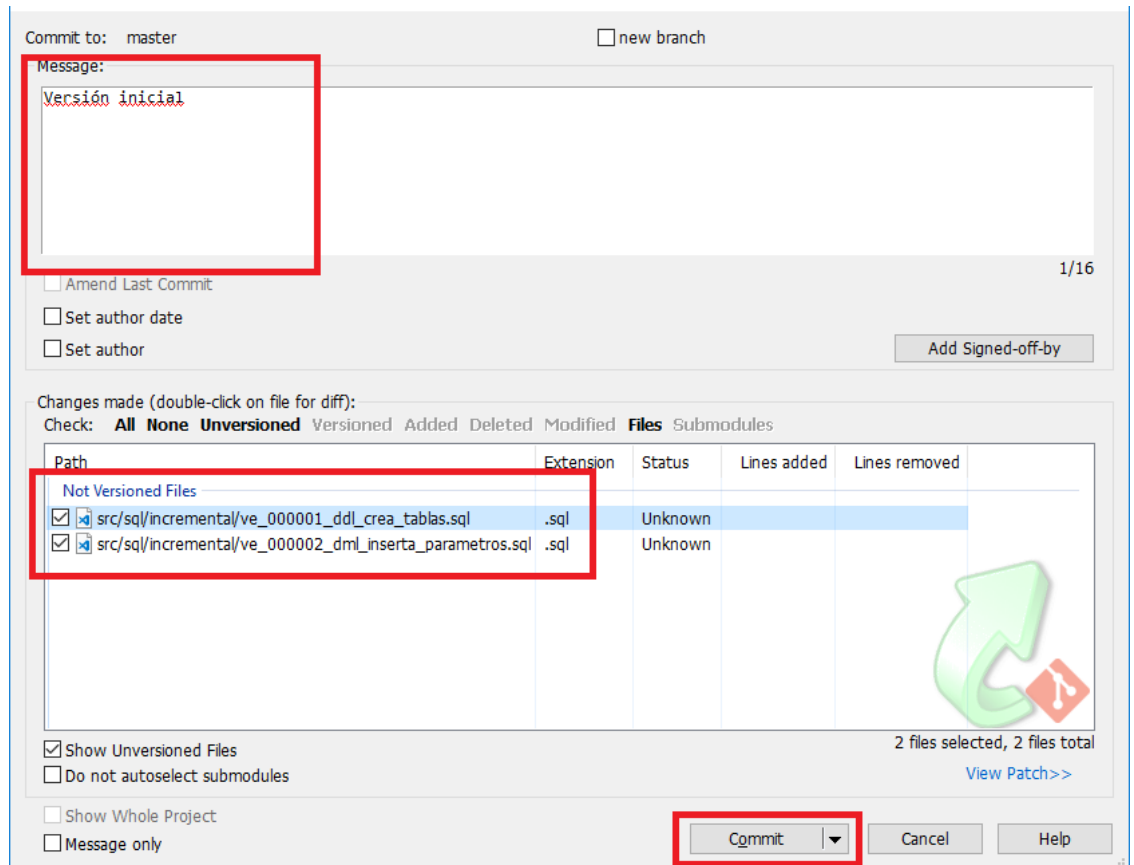 Commit to: master new branch
Message:
Versión inicial
1/16
Amend Last Commit
Set author date
Set author Add Signed-off-by
Changes made (double-click on file for diff):
Check: All None Unversioned Versioned Added Deleted Modified Files Submodules
Path Extension Status Lines added Lines removed
Not Versioned Files
src/sql/incremental/ve_000001_ddl_crea_tablas.sql .sql Unknown
src/sql/incremental/ve_000002_dml_inserta_parametros.sql .sql Unknown
Show Unversioned Files 2 files selected, 2 files total
Do not autoselect submodules View Patch>>
Show Whole Project
Message only Commit Cancel Help